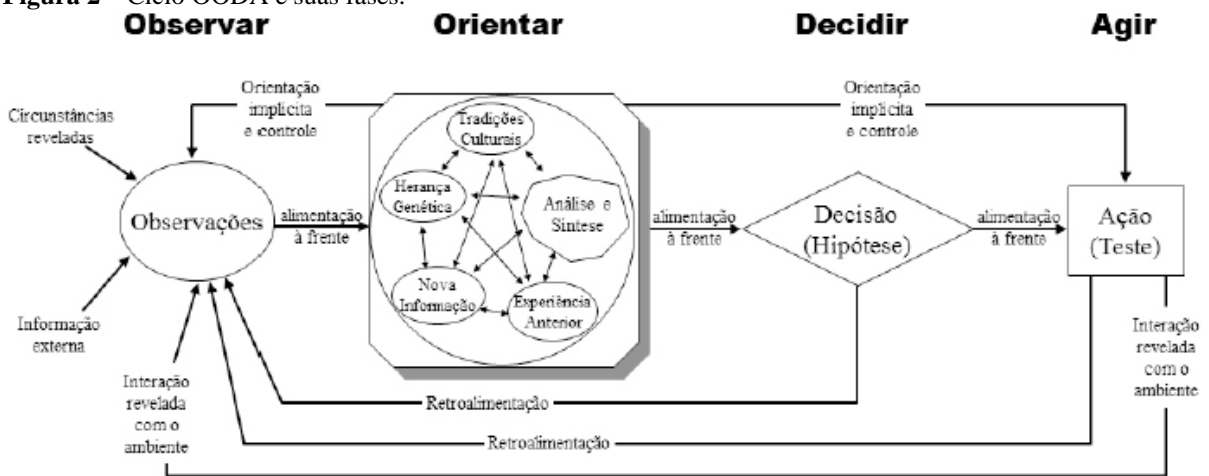 Figura 2 – Ciclo OODA e suas fases.
Observar
Orientar
Decidir
Agir
Circunstâncias
reveladas
Orientação
implícita
e controle
Orientação
implícita
e controle
Observações
Informação
externa
alimentação
à frente
Tradições
Culturais
Herança
Genética
Análise e
Síntese
Nova
Informação
Experiência
Anterior
alimentação
à frente
Decisão
(Hipótese)
alimentação
à frente
Ação
(Teste)
Interação
revelada
com o
ambiente
Interação
revelada
com o
ambiente
Retroalimentação
Retroalimentação